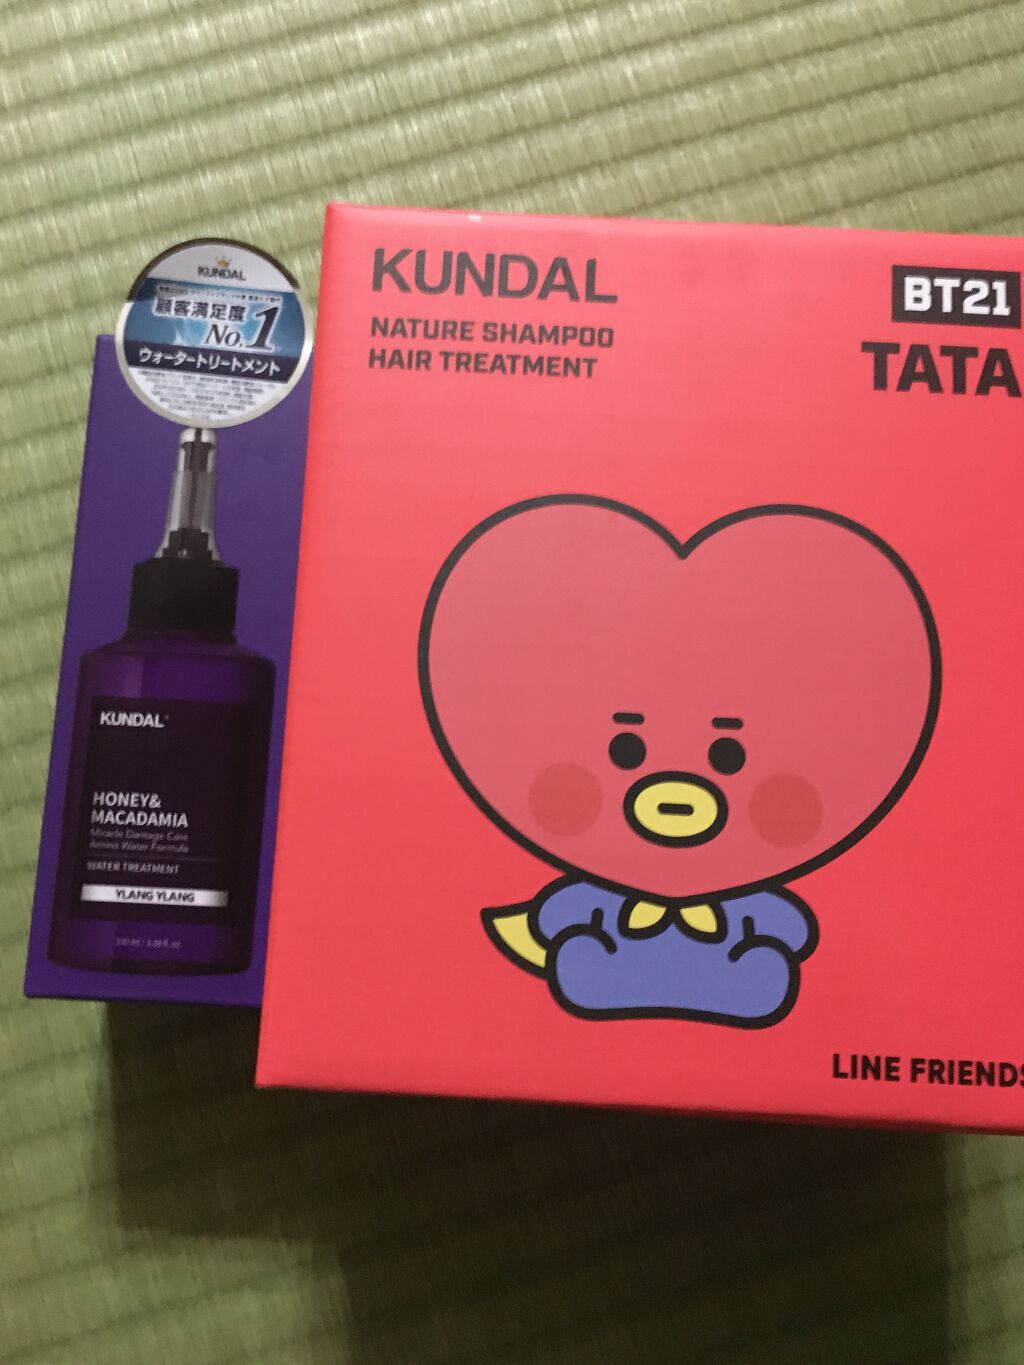 KUNDAL
顧客満足度
No.1
ウォータートリートメント
KUNDAL
HONEY&
MACADAMIA
Miracle Damage Care
Amino Water Formula
WATER TREATMENT
YLANG YLANG
KUNDAL
NATURE SHAMPOO
HAIR TREATMENT
BT21
TATA
LINE FRIENDS